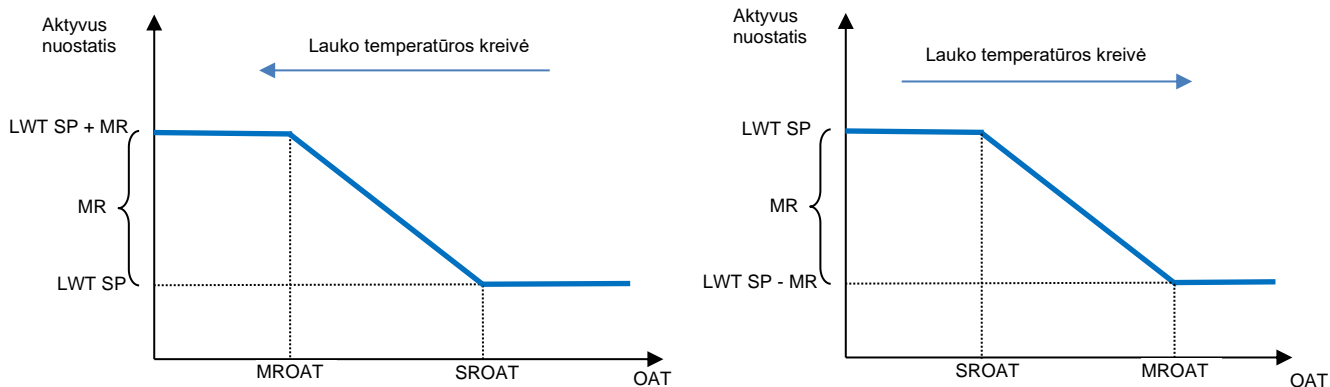 Aktyvus
nuostatis
Lauko temperatūros kreivė
LWT SP + MR
MR
LWT SP
MROAT
SROAT
OAT
Aktyvus
nuostatis
Lauko temperatūros kreivė
LWT SP
MR
LWT SP - MR
SROAT
MROAT
OAT